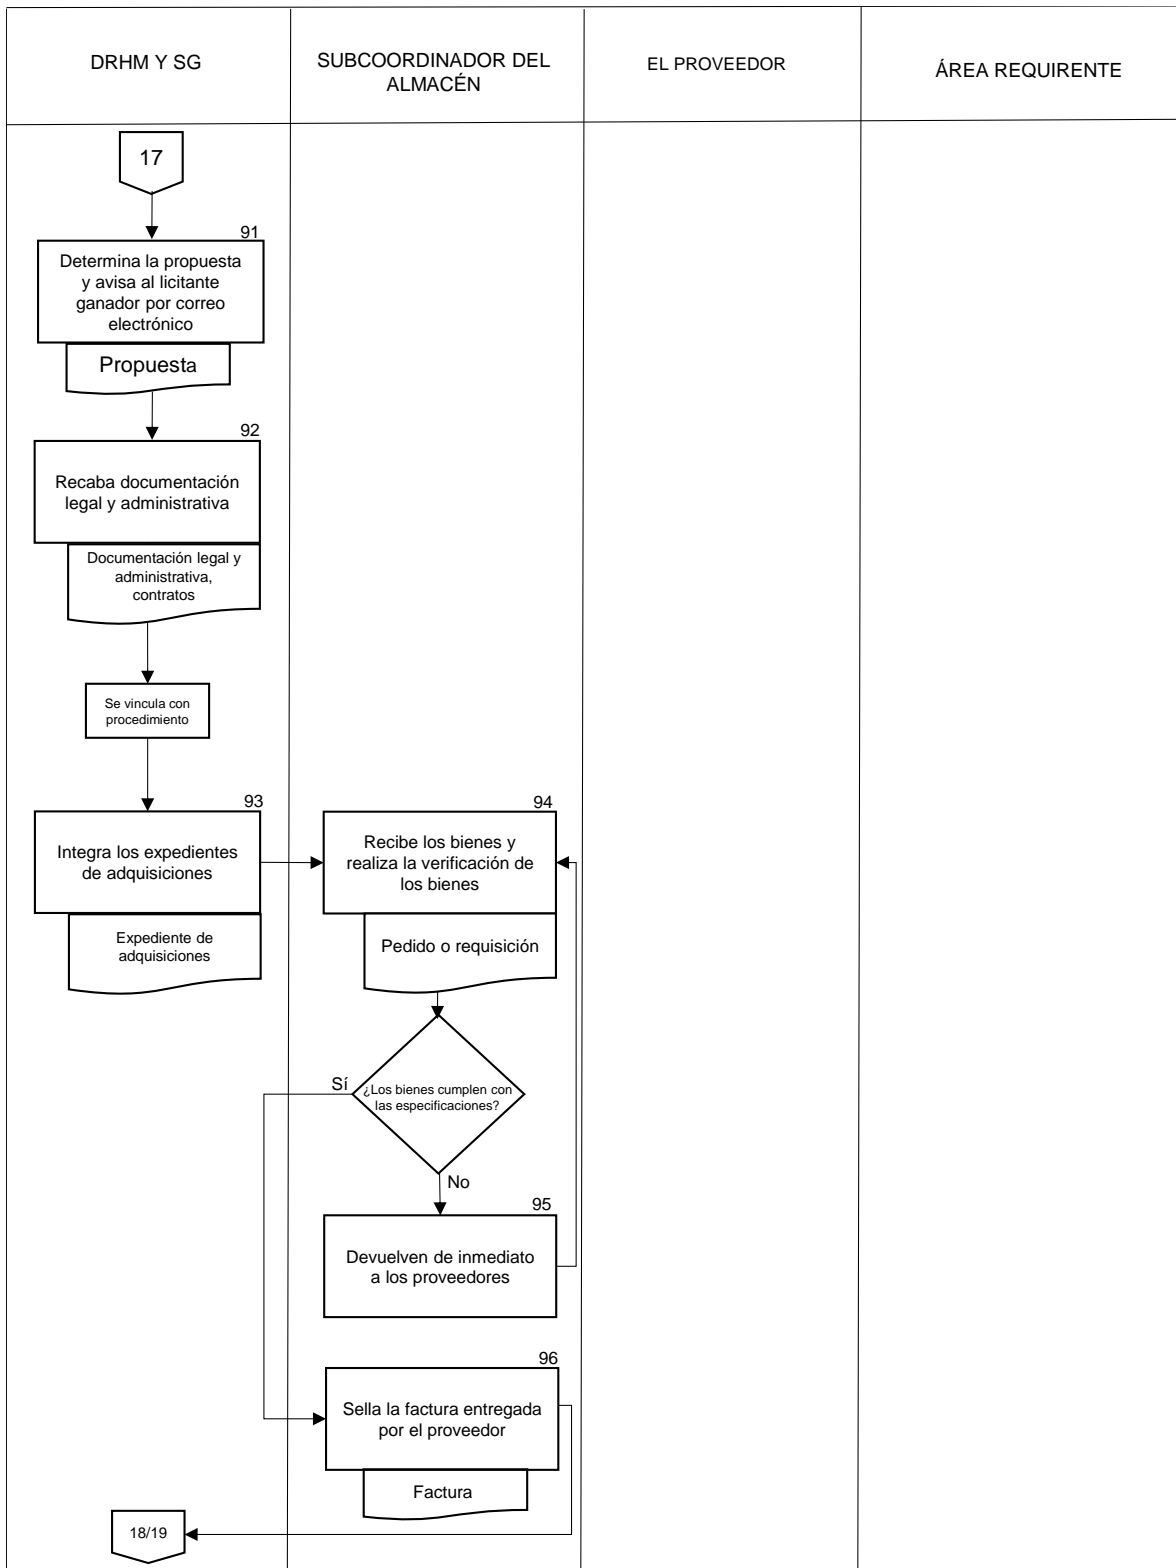 DRHM Y SG
SUBCOORDINADOR DEL
ALMACÉN
EL PROVEEDOR
ÁREA REQUIRENTE
17
91
Determina la propuesta
y avisa al licitante
ganador por correo
electrónico
Propuesta
92
Recaba documentación
legal y administrativa
Documentación legal y
administrativa,
contratos
Se vincula con
procedimiento
93
Integra los expedientes
de adquisiciones
Expediente de
adquisiciones
94
Recibe los bienes y
realiza la verificación de
los bienes
Pedido o requisición
Sí
¿Los bienes cumplen con
las especificaciones?
No
95
Devuelven de inmediato
a los proveedores
96
Sella la factura entregada
por el proveedor
Factura
18/19